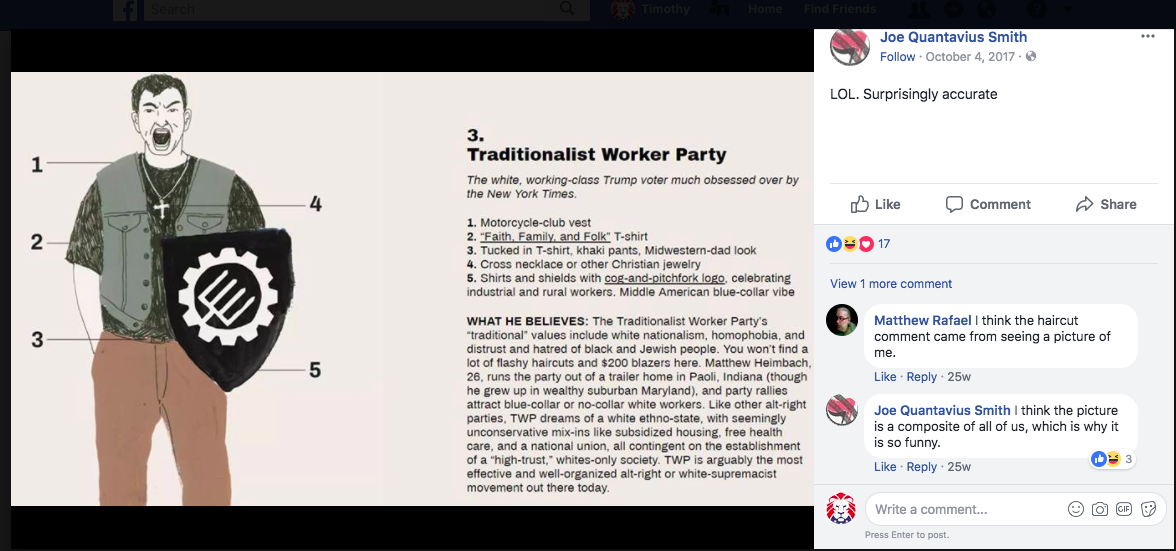 Search
Timothy
Home
Find Friends
1
2
3
4
5
3.
Traditionalist Worker Party
The white, working-class Trump voter much obsessed over by
the New York Times.
1. Motorcycle-club vest
2. “Faith, Family, and Folk” T-shirt
3. Tucked in T-shirt, khaki pants, Midwestern-dad look
4. Cross necklace or other Christian jewelry
5. Shirts and shields with cog-and-pitchfork logo, celebrating
industrial and rural workers. Middle American blue-collar vibe
WHAT HE BELIEVES: The Traditionalist Worker Party’s
“traditional” values include white nationalism, homophobia, and
distrust and hatred of black and Jewish people. You won’t find a
lot of flashy haircuts and $200 blazers here. Matthew Heimbach,
26, runs the party out of a trailer home in Paoli, Indiana (though
he grew up in wealthy suburban Maryland), and party rallies
attract blue-collar or no-collar white workers. Like other alt-right
parties, TWP dreams of a white ethno-state, with seemingly
unconservative mix-ins like subsidized housing, free health
care, and a national union, all contingent on the establishment
of a “high-trust,” whites-only society. TWP is arguably the most
effective and well-organized alt-right or white-supremacist
movement out there today.
Joe Quantavius Smith
Follow · October 4, 2017 ·
LOL. Surprisingly accurate
Like
Comment
Share
17
View 1 more comment
Matthew Rafael I think the haircut
comment came from seeing a picture of
me.
Like · Reply · 25w
Joe Quantavius Smith I think the picture
is a composite of all of us, which is why it
is so funny.
3
Like · Reply · 25w
Write a comment...
GIF
Press Enter to post.